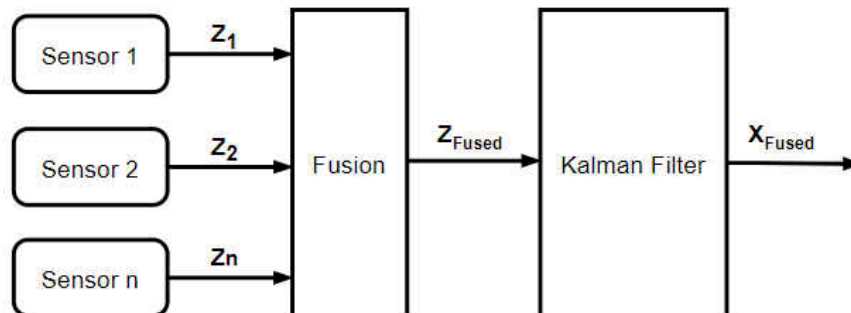 Sensor 1
Z1
Sensor 2
Z2
Sensor n
Zn
Fusion
ZFused
Kalman Filter
XFused